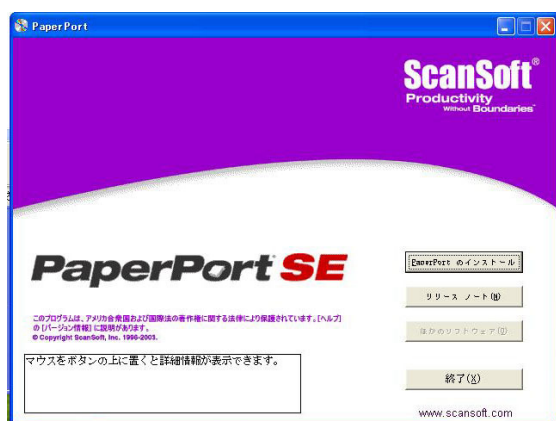 PaperPort
ScanSoft®
Productivity
Without Boundaries™
PaperPort SE
PaperPort のインストール
リリース ノート(N)
ほかのソフトウェア(O)
このプログラムは、アメリカ合衆国および国際法の著作権に関する法律により保護されています。[ヘルプ]
の [バージョン情報] に説明があります。
© Copyright ScanSoft, Inc. 1996-2003.
マウスをボタンの上に置くと詳細情報が表示できます。
終了(X)
www.scansoft.com